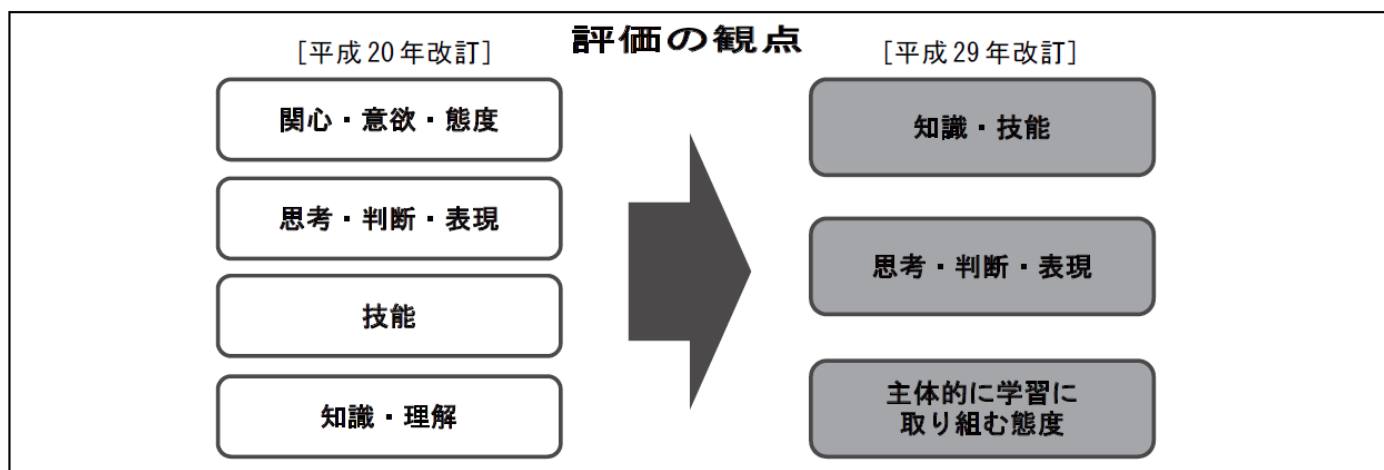 評価の観点
［平成20年改訂］
関心・意欲・態度
思考・判断・表現
技能
知識・理解
［平成29年改訂］
知識・技能
思考・判断・表現
主体的に学習に
取り組む態度